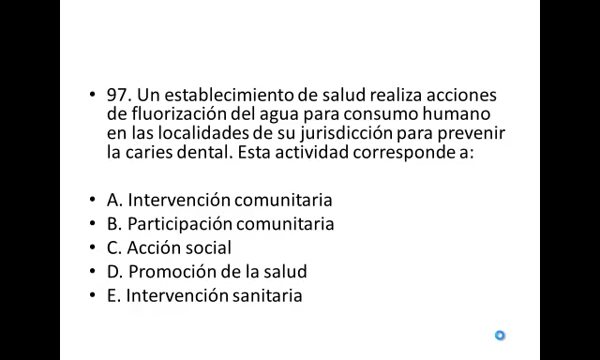 • 97. Un establecimiento de salud realiza acciones
de fluorización del agua para consumo humano
en las localidades de su jurisdicción para prevenir
la caries dental. Esta actividad corresponde a:
• A. Intervención comunitaria
• B. Participación comunitaria
• C. Acción social
• D. Promoción de la salud
• E. Intervención sanitaria